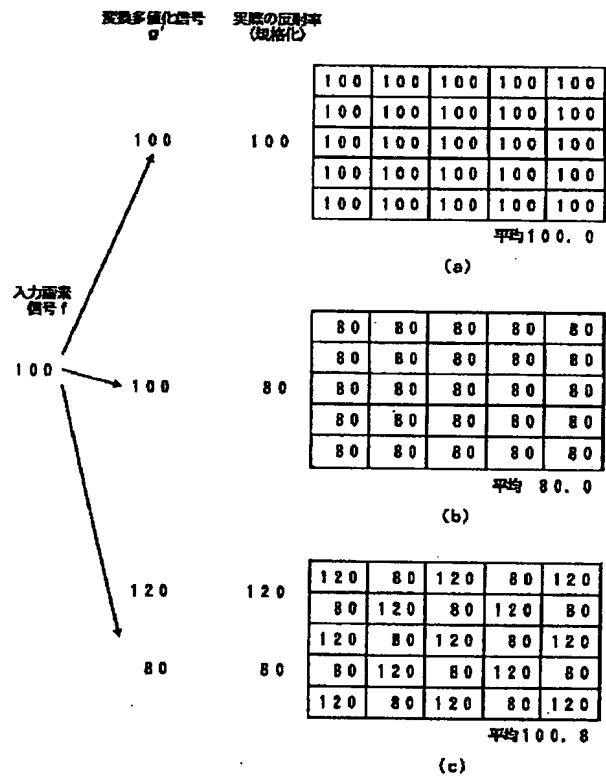 変換多値化信号 実際の反射率
g' (規格化)
100 100 100 100 100
100 100 100 100 100
100 100 100 100 100 100 100
100 100 100 100 100
100 100 100 100 100
平均100.0
(a)
入力画素
信号f
100
80 80 80 80 80
80 80 80 80 80
100 80 80 80 80 80 80
80 80 80 80 80
80 80 80 80 80
平均 80.0
(b)
120 120 120 80 120 80 120
80 120 80 120 80
120 80 120 80 120
80 80 80 120 80 120 80
120 80 120 80 120
平均100.8
(c)